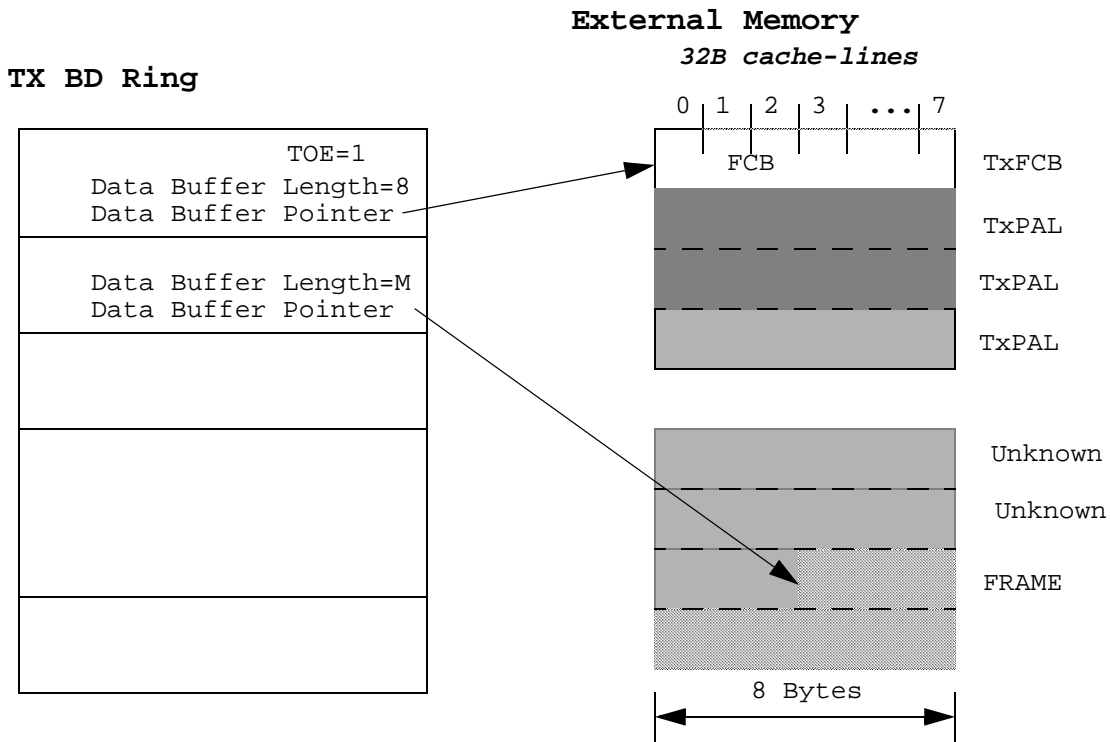 External Memory
32B cache-lines
TX BD Ring
0 1 2 3 ... 7
TOE=1
Data Buffer Length=8
Data Buffer Pointer
FCB
TxFCB
TxPAL
Data Buffer Length=M
Data Buffer Pointer
TxPAL
TxPAL
Unknown
Unknown
FRAME
8 Bytes